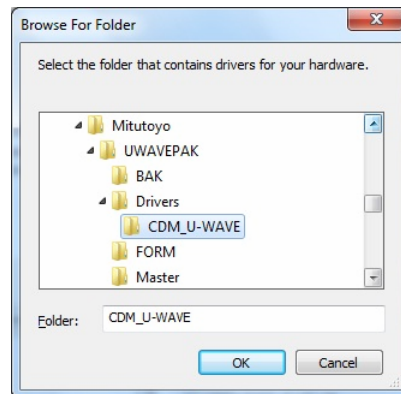 Browse For Folder
Select the folder that contains drivers for your hardware.
Mitutoyo
UWAVEPAK
BAK
Drivers
CDM_U-WAVE
FORM
Master
Folder: CDM_U-WAVE
OK Cancel